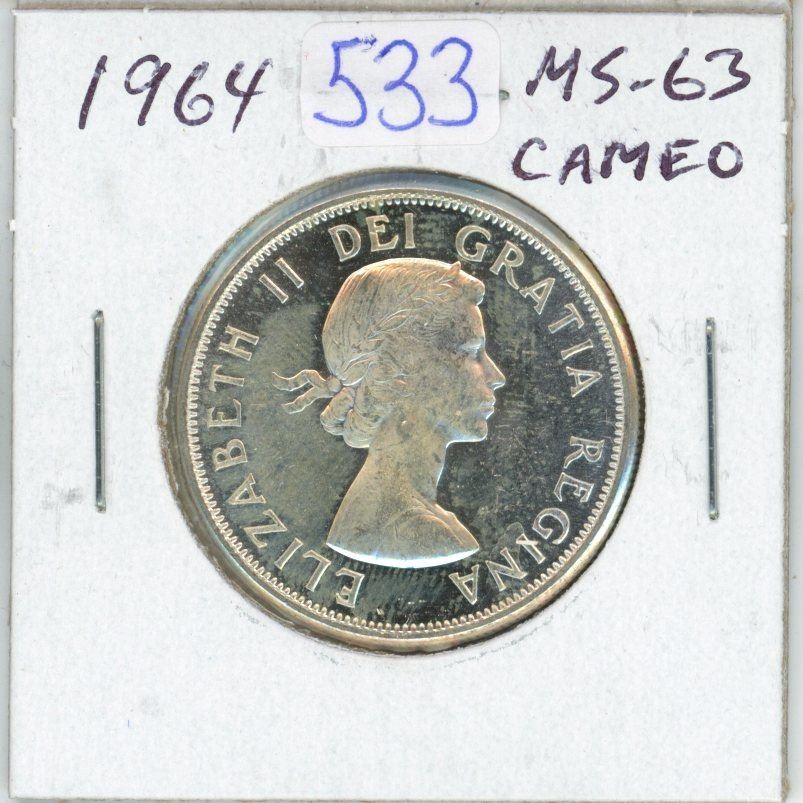 1964 533 MS-63
CAMEO
ELIZABETH II DEI GRATIA REGINA